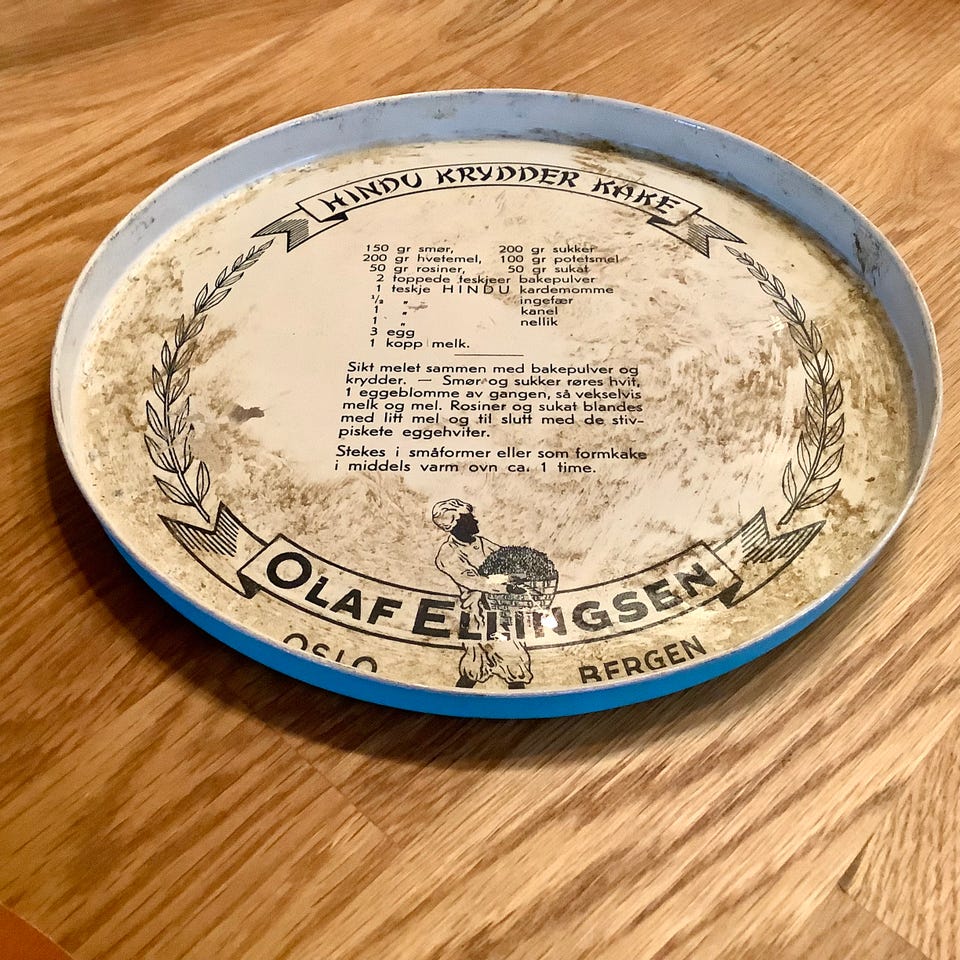 HINDU KRYDDER KAKE
150 gr smør, 200 gr sukker
200 gr hvetemel, 100 gr potetsmel
50 gr rosiner, 50 gr sukat
2 toppede teskjeer bakepulver
1 teskje HINDU kardemomme
½ " ingefær
1 " kanel
1 " nellik
3 egg
1 kopp melk.
Sikt melet sammen med bakepulver og
krydder. — Smør og sukker røres hvit,
1 eggeblomme av gangen, så vekselvis
melk og mel. Rosiner og sukat blandes
med litt mel og til slutt med de stiv-
piskete eggehviter.
Stekes i småformer eller som formkake
i middels varm ovn ca. 1 time.
OLAF ELLINGSEN
OSLO BERGEN